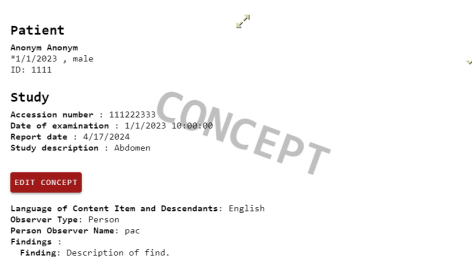 Patient
Anonym Anonym
*1/1/2023 , male
ID: 1111
Study
Accession number : 111222333
Date of examination : 1/1/2023 10:00:00
Report date : 4/17/2024
Study description : Abdomen
CONCEPT
EDIT CONCEPT
Language of Content Item and Descendants: English
Observer Type: Person
Person Observer Name: pac
Findings :
Finding: Description of find.